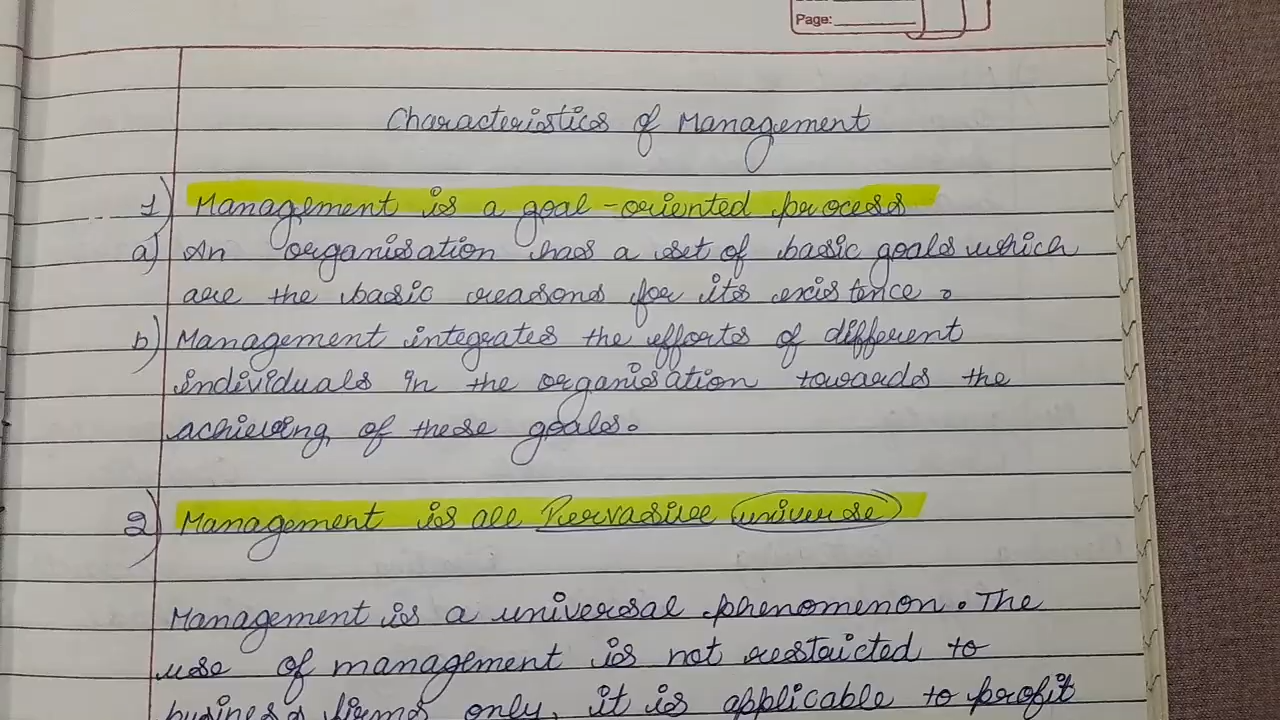 Page:
Characteristics of Management
1) Management is a goal-oriented process
a) An organisation has a set of basic goals which
are the basic reasons for its existence.
b) Management integrates the efforts of different
individuals in the organisation towards the
achieving of these goals.
2) Management is all Pervasive (universe)
Management is a universal phenomenon. The
use of management is not restricted to
business firms only, it is applicable to profit